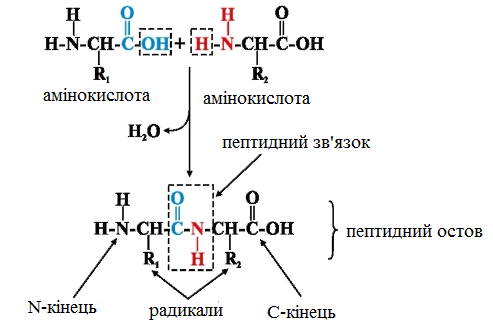 H O H
H-N-CH-C-OH + H-N-CH-C-OH
R₁ R₂
O
амінокислота амінокислота
H₂O
пептидний зв'язок
H O O
H-N-CH-C-N-CH-C-OH
R₁ H R₂
пептидний остов
N-кінець радикали С-кінець